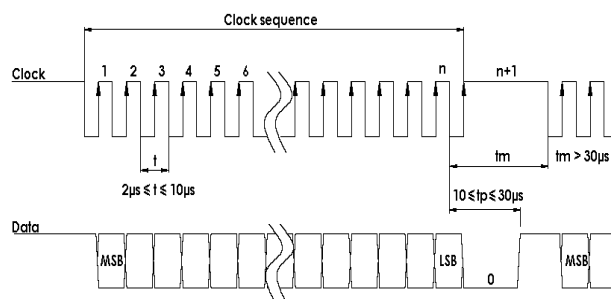 Clock sequence
Clock
1 2 3 4 5 6 n n+1
t
tm
tm > 30µs
2µs ≤ t ≤ 10µs
10 ≤ tp ≤ 30µs
Data
MSB
LSB
0
MSB